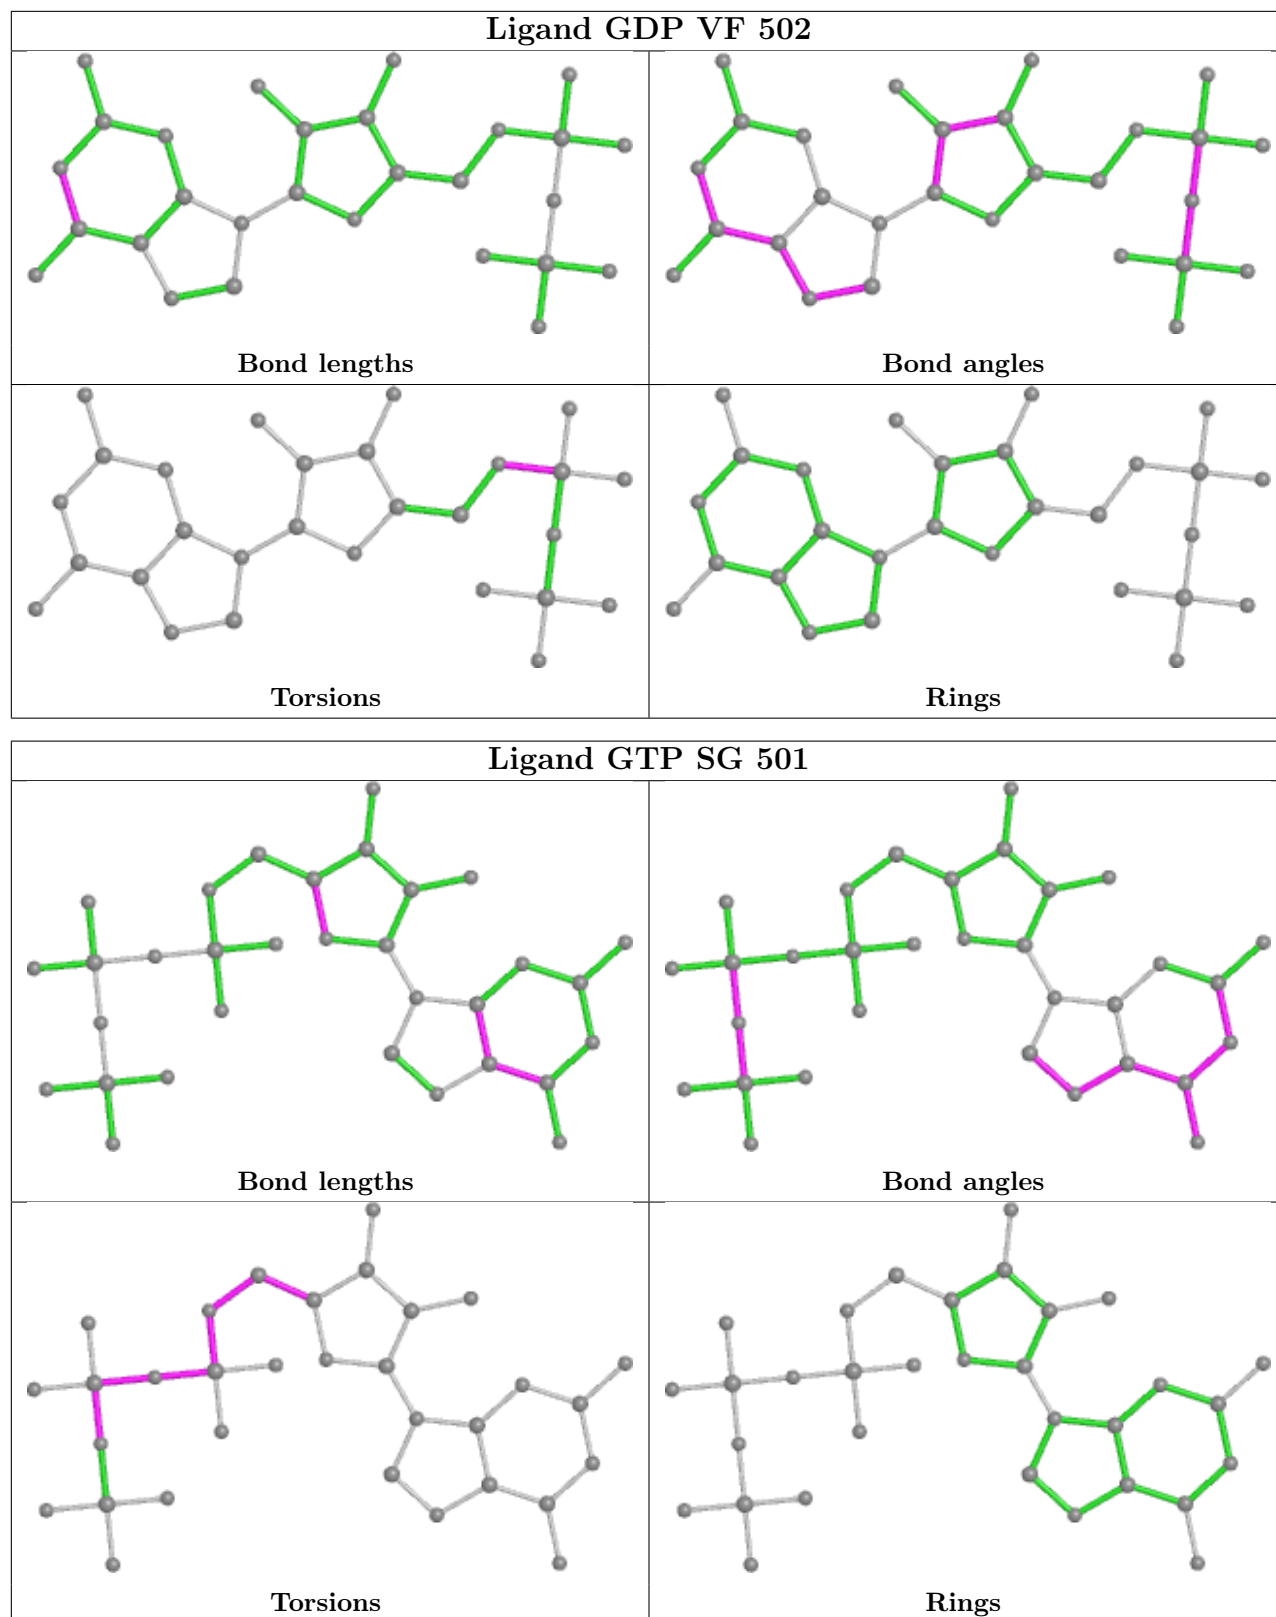 Ligand GDP VF 502
Bond lengths
Bond angles
Torsions
Rings
Ligand GTP SG 501
Bond lengths
Bond angles
Torsions
Rings